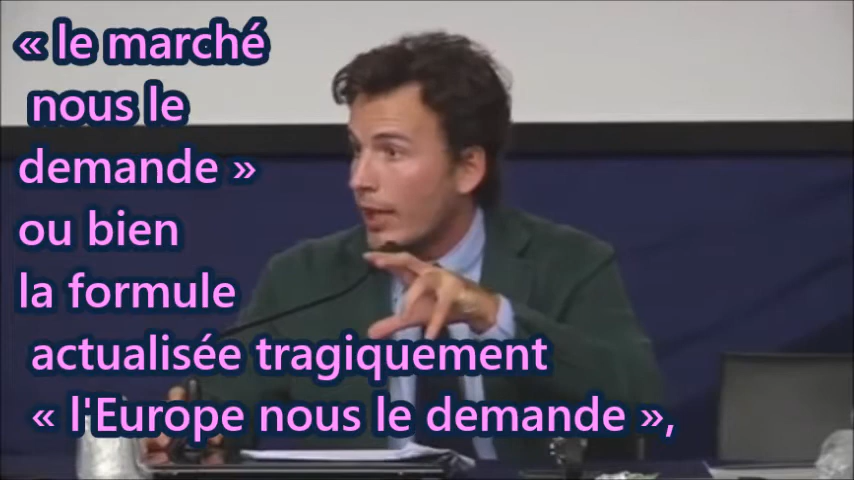 « le marché
nous le
demande »
ou bien
la formule
actualisée tragiquement
« l'Europe nous le demande »,